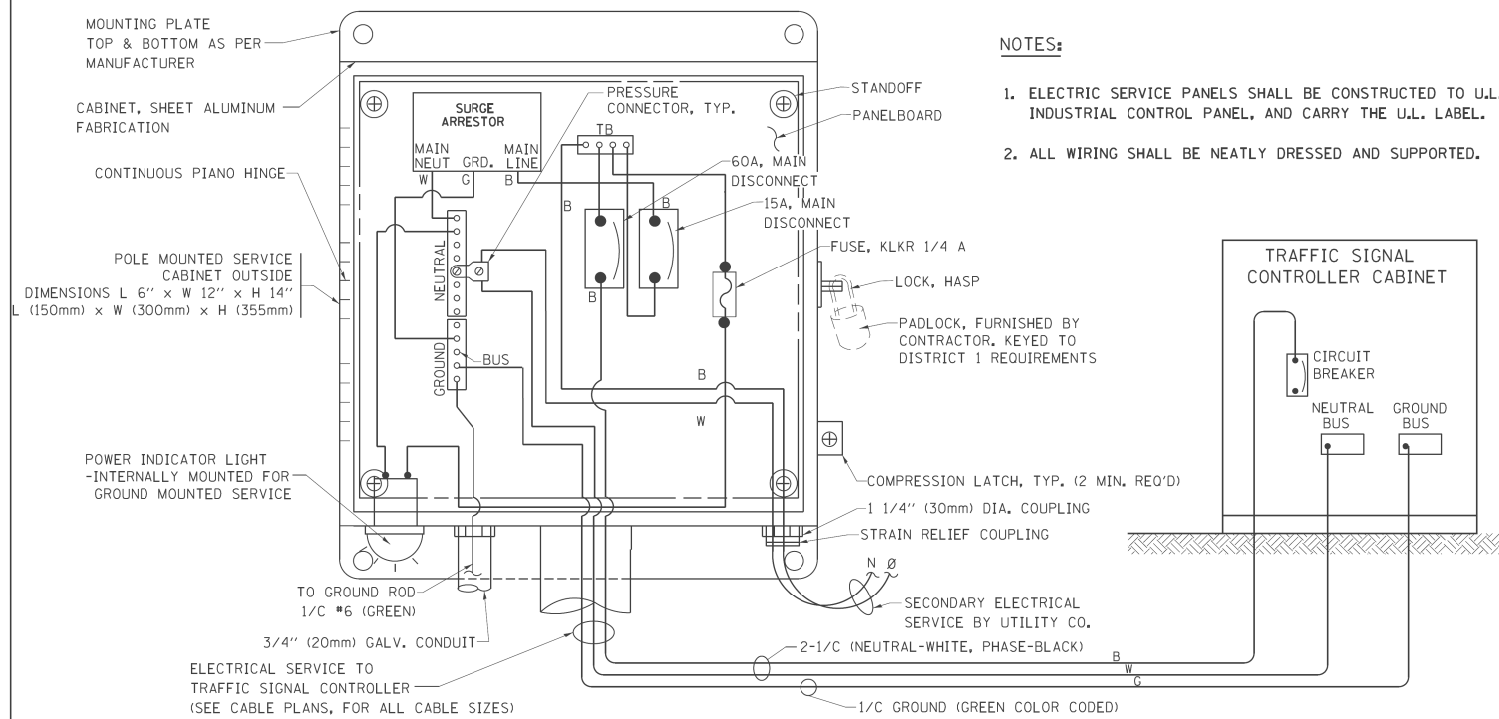 MOUNTING PLATE
TOP & BOTTOM AS PER
MANUFACTURER
CABINET, SHEET ALUMINUM
FABRICATION
CONTINUOUS PIANO HINGE
POLE MOUNTED SERVICE
CABINET OUTSIDE
DIMENSIONS L 6'' x W 12'' x H 14''
L (150mm) x W (300mm) x H (355mm)
POWER INDICATOR LIGHT
-INTERNALLY MOUNTED FOR
GROUND MOUNTED SERVICE
SURGE
ARRESTOR
MAIN
NEUT
GRD.
MAIN
LINE
W
G
B
PRESSURE
CONNECTOR, TYP.
TB
60A, MAIN
DISCONNECT
15A, MAIN
DISCONNECT
B
B
B
NEUTRAL
GROUND
BUS
B
W
STANDOFF
PANELBOARD
FUSE, KLKR 1/4 A
LOCK, HASP
PADLOCK, FURNISHED BY
CONTRACTOR. KEYED TO
DISTRICT 1 REQUIREMENTS
COMPRESSION LATCH, TYP. (2 MIN. REQ'D)
1 1/4'' (30mm) DIA. COUPLING
STRAIN RELIEF COUPLING
N Ø
SECONDARY ELECTRICAL
SERVICE BY UTILITY CO.
TO GROUND ROD
1/C #6 (GREEN)
3/4'' (20mm) GALV. CONDUIT
ELECTRICAL SERVICE TO
TRAFFIC SIGNAL CONTROLLER
(SEE CABLE PLANS, FOR ALL CABLE SIZES)
2-1/C (NEUTRAL-WHITE, PHASE-BLACK)
B
W
G
1/C GROUND (GREEN COLOR CODED)
NOTES:
1. ELECTRIC SERVICE PANELS SHALL BE CONSTRUCTED TO U.L.
INDUSTRIAL CONTROL PANEL, AND CARRY THE U.L. LABEL.
2. ALL WIRING SHALL BE NEATLY DRESSED AND SUPPORTED.
TRAFFIC SIGNAL
CONTROLLER CABINET
CIRCUIT
BREAKER
NEUTRAL
BUS
GROUND
BUS